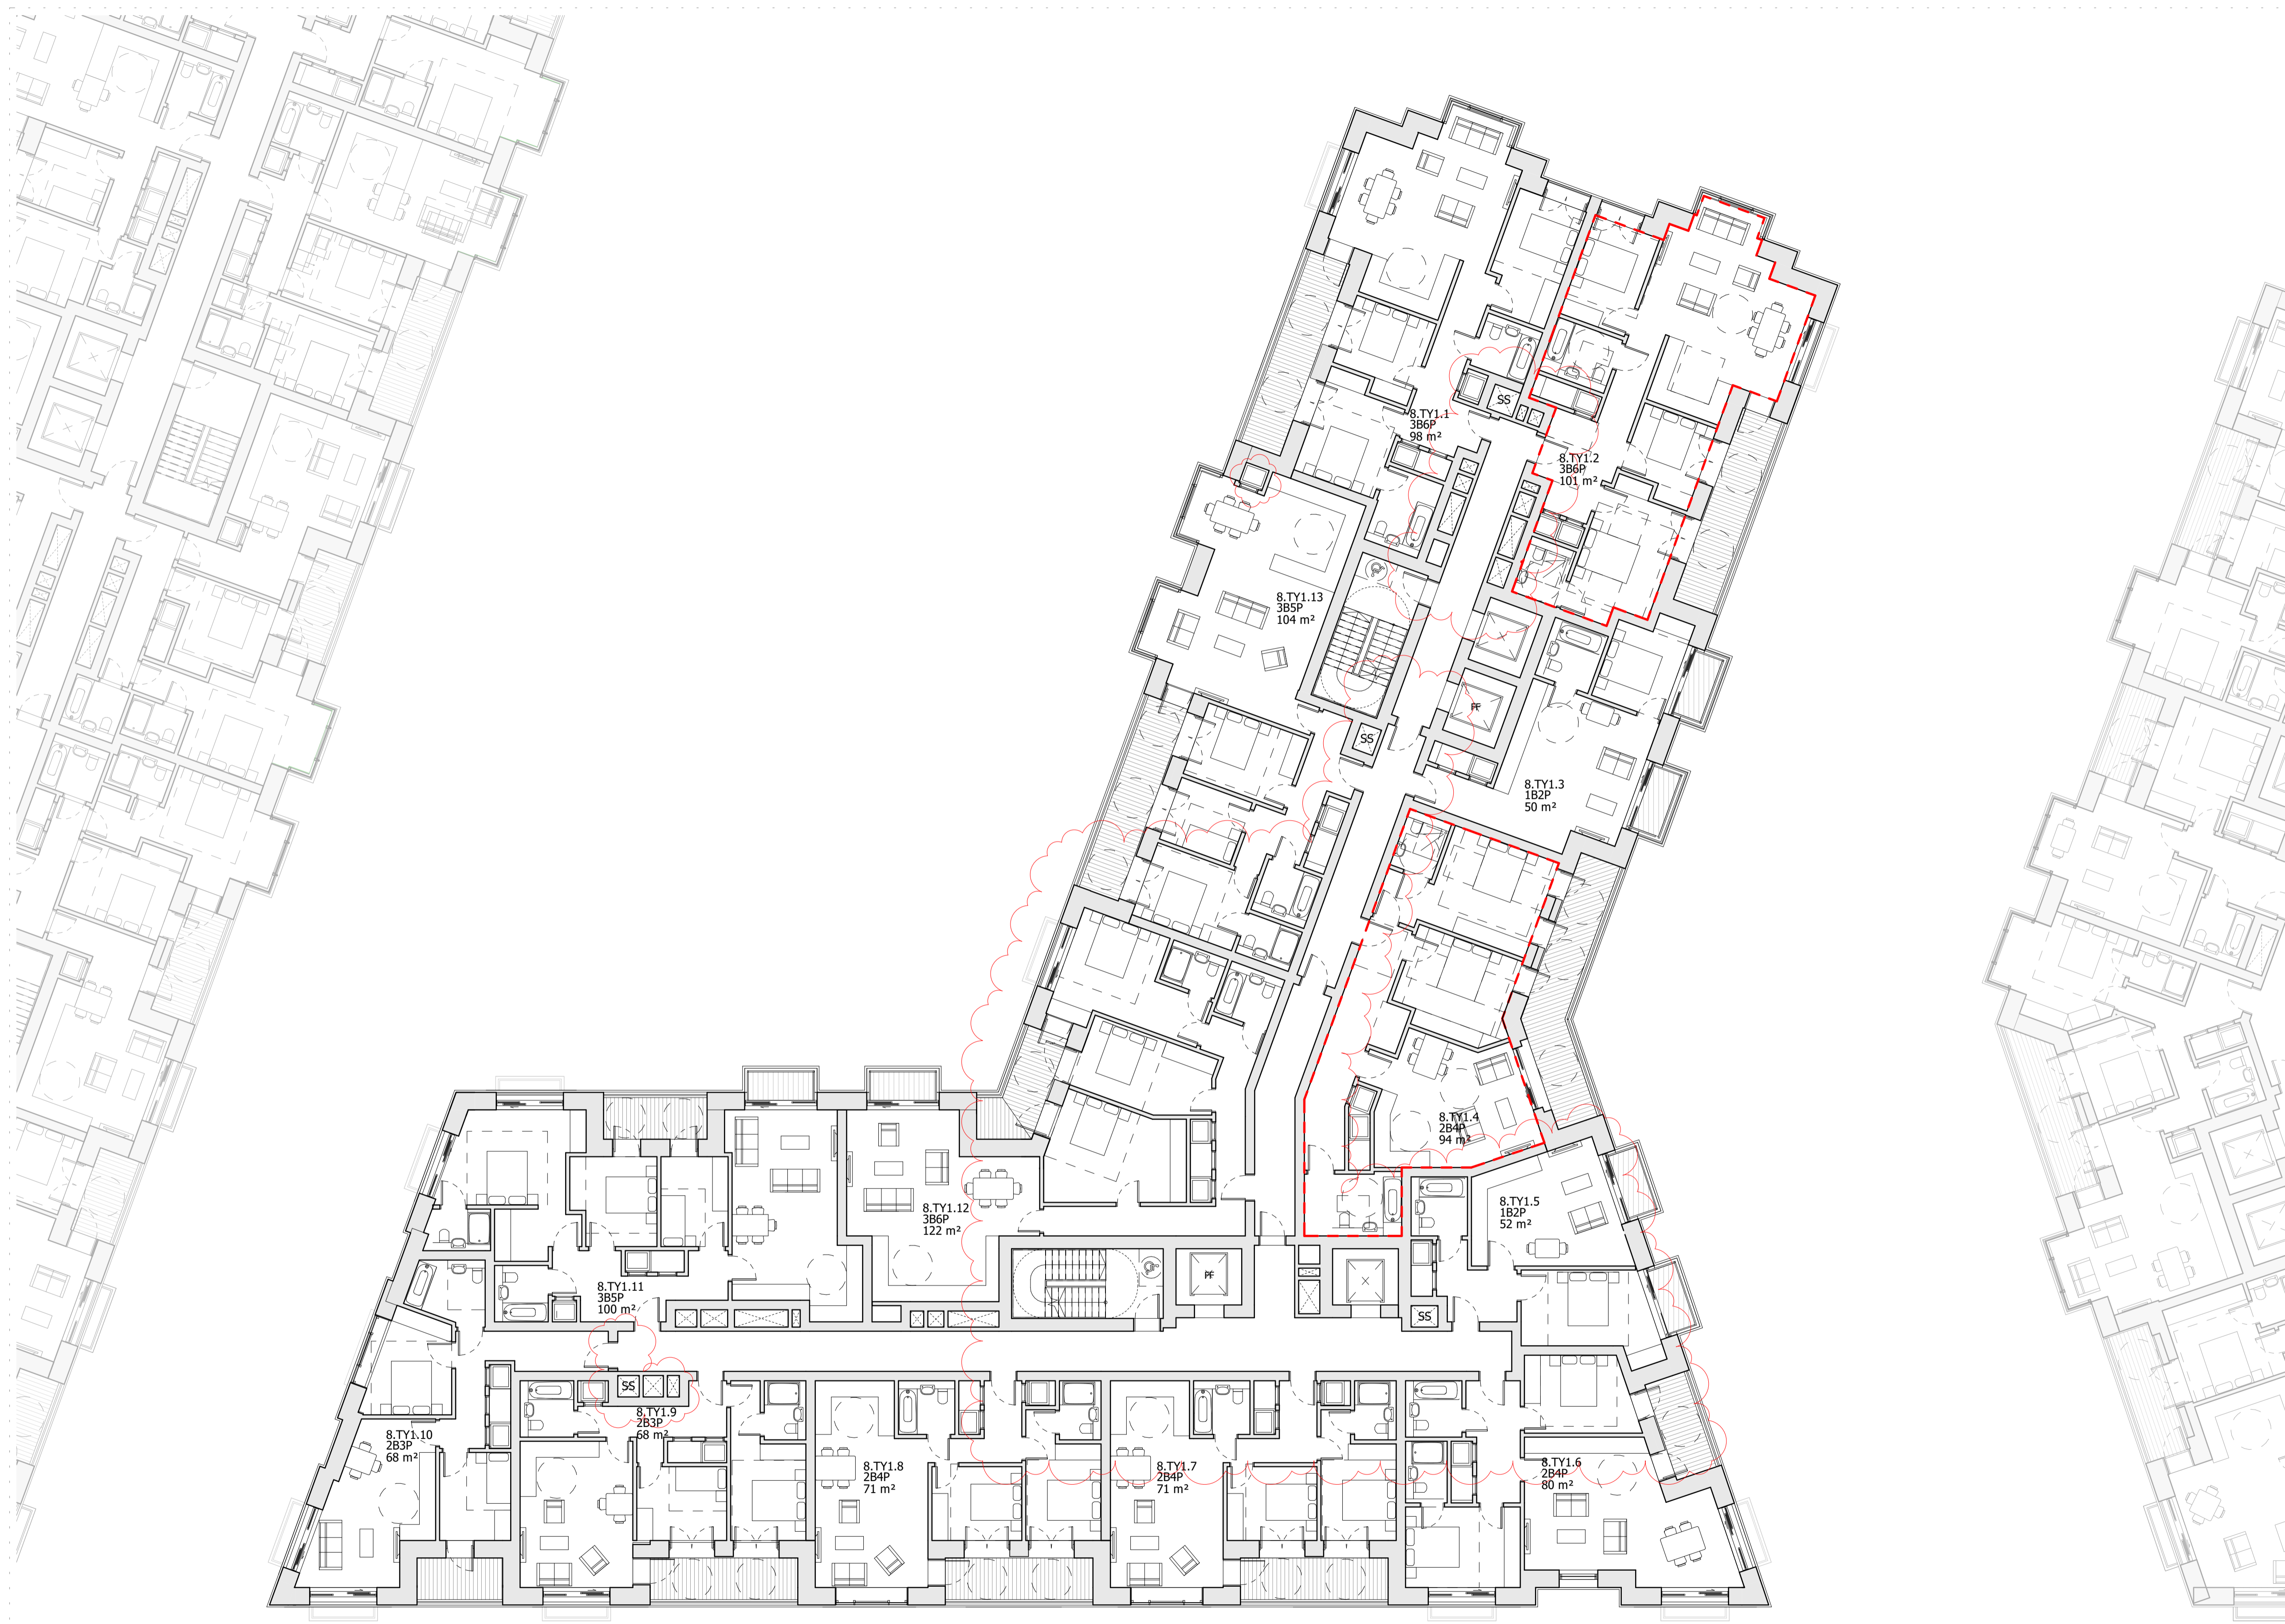 SS
8.TY1.1
3B6P
98 m²
8.TY1.2
3B6P
101 m²
8.TY1.13
3B5P
104 m²
PF
SS
8.TY1.3
1B2P
50 m²
8.TY1.4
2B4P
94 m²
8.TY1.5
1B2P
52 m²
8.TY1.12
3B6P
122 m²
PF
8.TY1.11
3B5P
100 m²
SS
SS
8.TY1.9
2B3P
68 m²
8.TY1.10
2B3P
68 m²
8.TY1.8
2B4P
71 m²
8.TY1.7
2B4P
71 m²
8.TY1.6
2B4P
80 m²